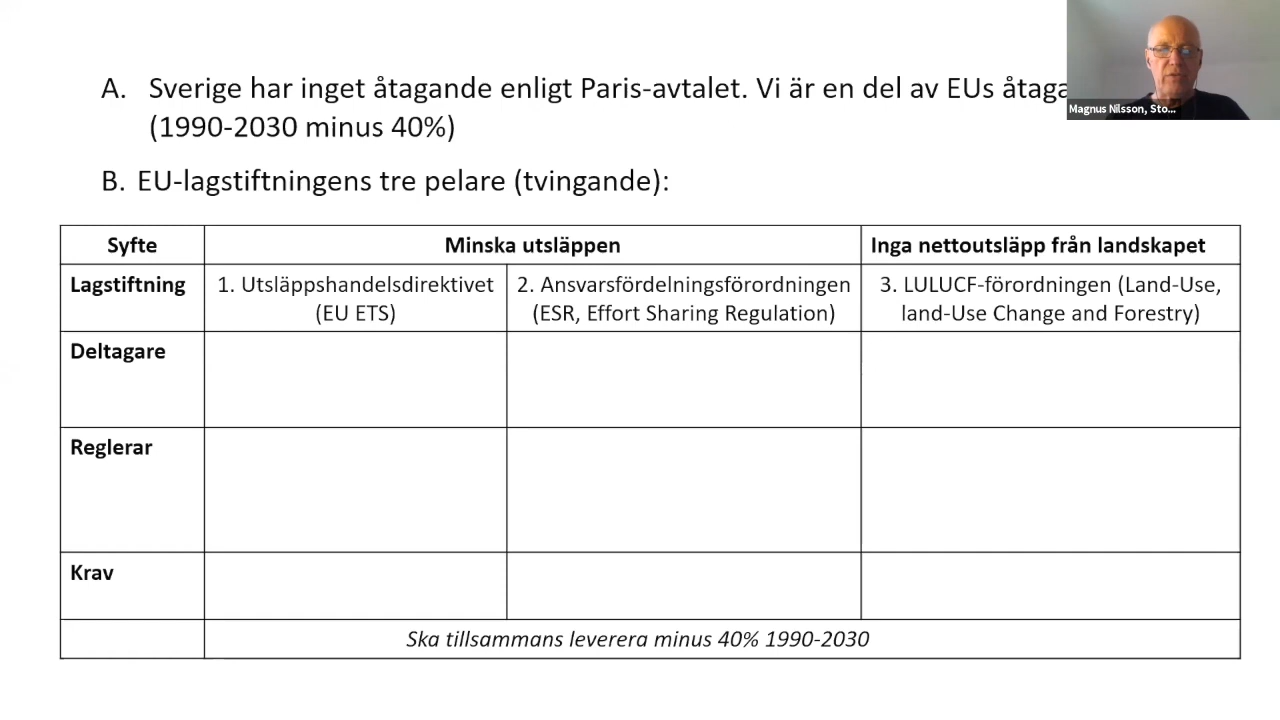 A. Sverige har inget åtagande enligt Paris-avtalet. Vi är en del av EUs
(1990-2030 minus 40%)
Magnus Nilsson, Sto...
B. EU-lagstiftningens tre pelare (tvingande):
Syfte
Minska utsläppen
Inga nettoutsläpp från landskapet
Lagstiftning
1. Utsläppshandelsdirektivet
(EU ETS)
2. Ansvarsfördelningsförordningen
(ESR, Effort Sharing Regulation)
3. LULUCF-förordningen (Land-Use,
land-Use Change and Forestry)
Deltagare
Reglerar
Krav
Ska tillsammans leverera minus 40% 1990-2030